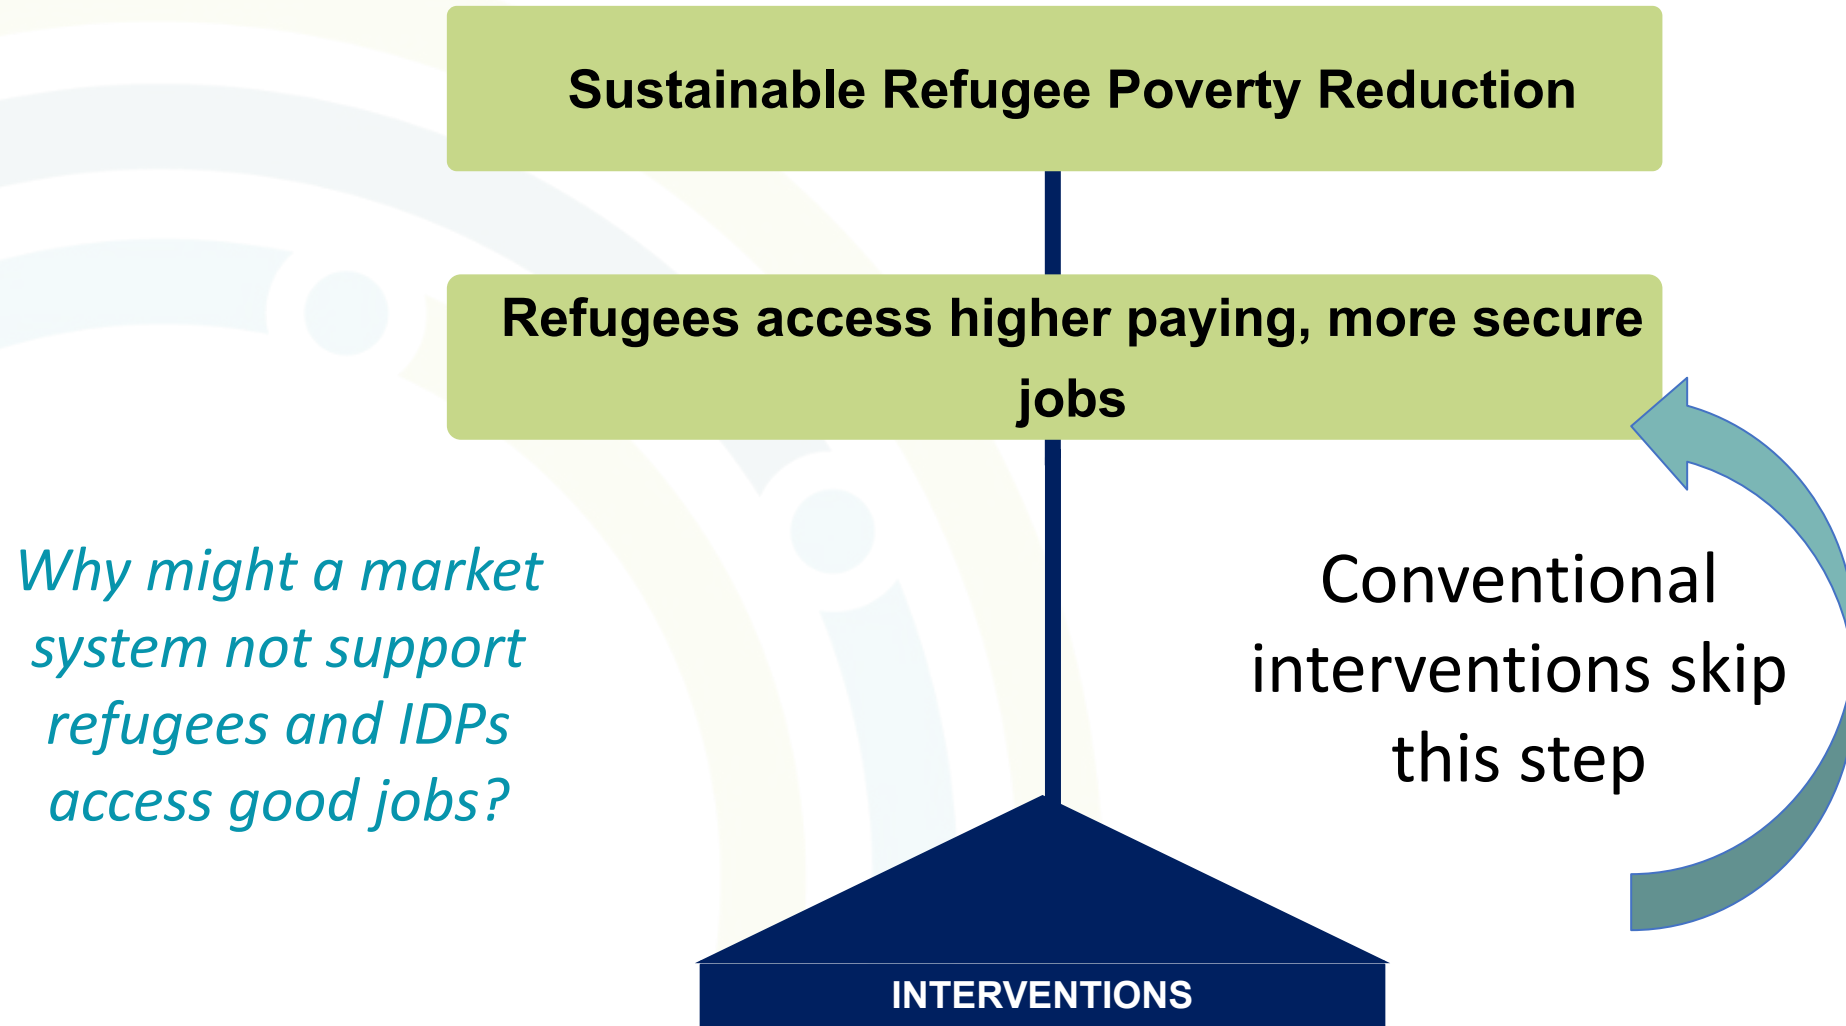 Sustainable Refugee Poverty Reduction
Refugees access higher paying, more secure
jobs
Why might a market
system not support
refugees and IDPs
access good jobs?
Conventional
interventions skip
this step
INTERVENTIONS